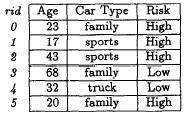 rid Age Car Type Risk
0 23 family High
1 17 sports High
2 43 sports High
3 68 family Low
4 32 truck Low
5 20 family High